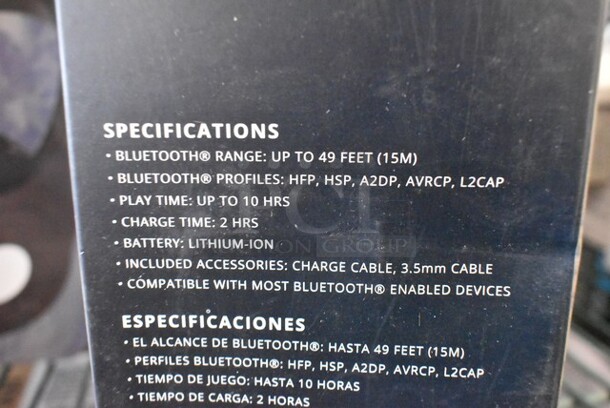 SPECIFICATIONS
• BLUETOOTH® RANGE: UP TO 49 FEET (15M)
• BLUETOOTH® PROFILES: HFP, HSP, A2DP, AVRCP, L2CAP
• PLAY TIME: UP TO 10 HRS
• CHARGE TIME: 2 HRS
• BATTERY: LITHIUM-ION
• INCLUDED ACCESSORIES: CHARGE CABLE, 3.5mm CABLE
• COMPATIBLE WITH MOST BLUETOOTH® ENABLED DEVICES
ESPECIFICACIONES
• EL ALCANCE DE BLUETOOTH®: HASTA 49 FEET (15M)
• PERFILES BLUETOOTH®: HFP, HSP, A2DP, AVRCP, L2CAP
• TIEMPO DE JUEGO: HASTA 10 HORAS
• TIEMPO DE CARGA: 2 HORAS
GROUP